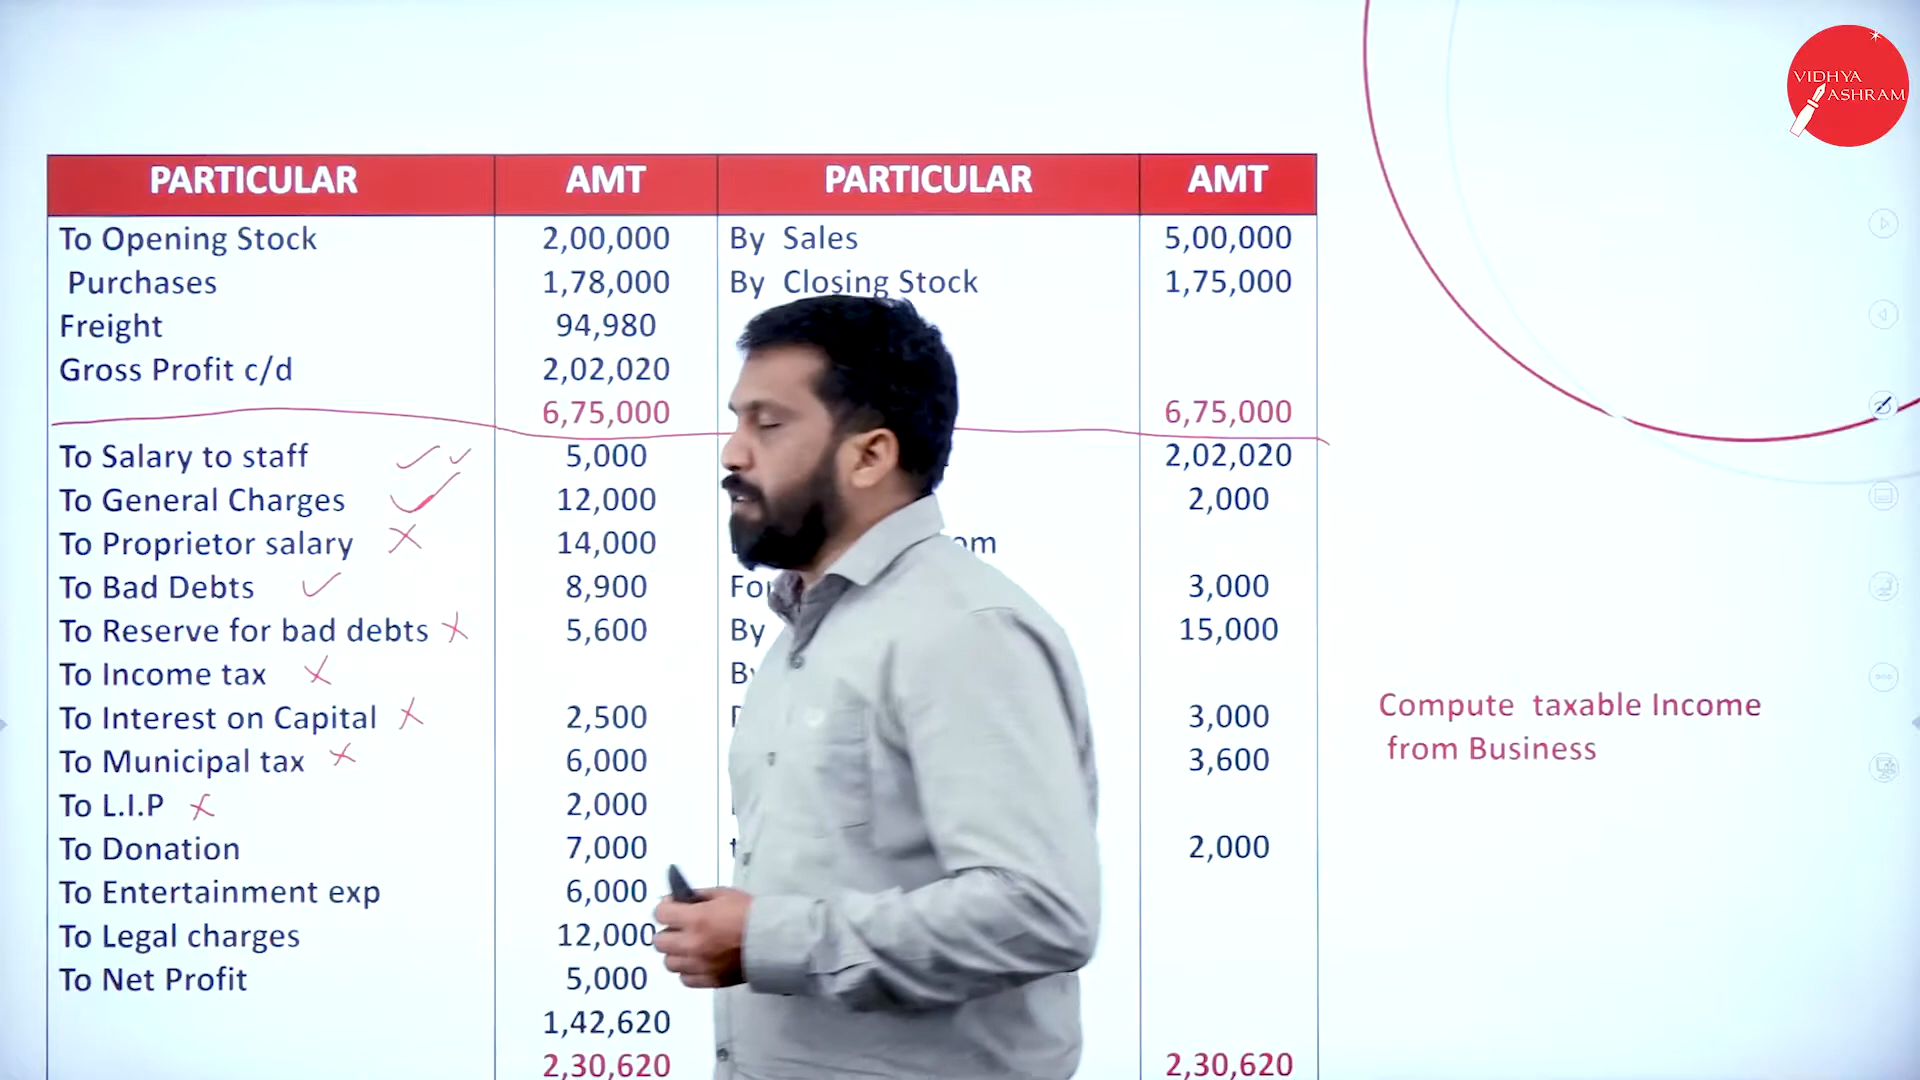 VIDHYA
ASHRAM
PARTICULAR AMT PARTICULAR AMT
To Opening Stock 2,00,000 By Sales 5,00,000
Purchases 1,78,000 By Closing Stock 1,75,000
Freight 94,980
Gross Profit c/d 2,02,020
6,75,000 6,75,000
To Salary to staff 5,000 2,02,020
To General Charges 12,000 2,000
To Proprietor salary 14,000
To Bad Debts 8,900 3,000
To Reserve for bad debts 5,600 By 15,000
To Income tax
To Interest on Capital 2,500 3,000
To Municipal tax 6,000 3,600
To L.I.P 2,000
To Donation 7,000 2,000
To Entertainment exp 6,000
To Legal charges 12,000
To Net Profit 5,000
1,42,620
2,30,620 2,30,620
Compute taxable Income
from Business